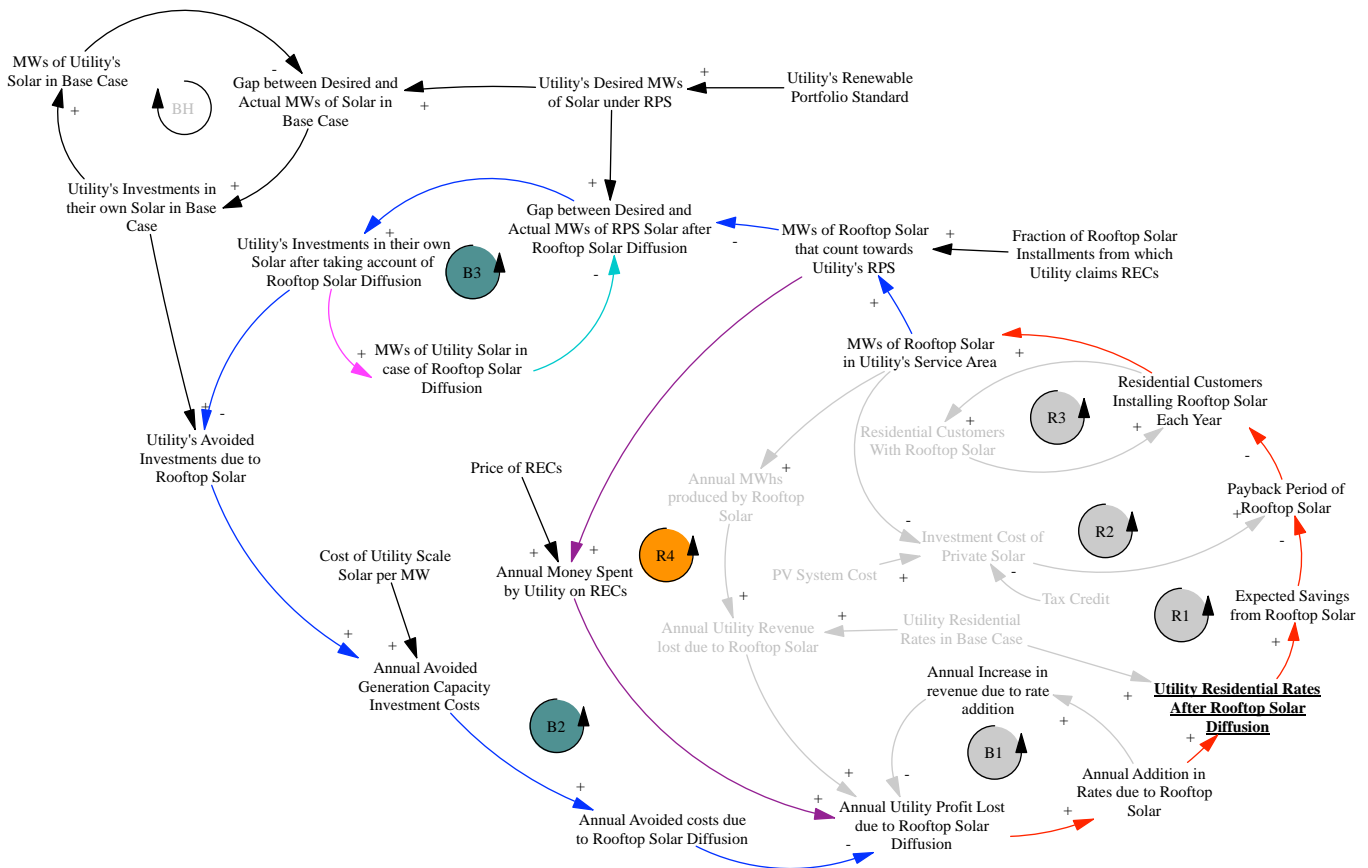 MWs of Utility's
Solar in Base Case
-
+
BH
Gap between Desired and
Actual MWs of Solar in
Base Case
+
Utility's Desired MWs
of Solar under RPS
+
Utility's Renewable
Portfolio Standard
+
Utility's Investments in
their own Solar in Base
Case
+
Gap between Desired and
Actual MWs of RPS Solar after
Rooftop Solar Diffusion
-
-
MWs of Rooftop Solar
that count towards
Utility's RPS
+
Fraction of Rooftop Solar
Installments from which
Utility claims RECs
+
Utility's Investments in their own
Solar after taking account of
Rooftop Solar Diffusion
B3
+
MWs of Utility Solar in
case of Rooftop Solar
Diffusion
+
MWs of Rooftop Solar
in Utility's Service Area
+
Residential Customers
Installing Rooftop Solar
Each Year
R3
+
-
Utility's Avoided
Investments due to
Rooftop Solar
+
-
Residential Customers
With Rooftop Solar
+
Price of RECs
Annual MWhs
produced by Rooftop
Solar
+
Payback Period of
Rooftop Solar
+
-
R2
-
Investment Cost of
Private Solar
+
-
PV System Cost
Tax Credit
Cost of Utility Scale
Solar per MW
+
+
Annual Money Spent
by Utility on RECs
R4
R1
Expected Savings
from Rooftop Solar
+
+
Annual Utility Revenue
lost due to Rooftop Solar
+
Utility Residential
Rates in Base Case
+
+
Annual Avoided
Generation Capacity
Investment Costs
Annual Increase in
revenue due to rate
addition
+
+
Utility Residential Rates
After Rooftop Solar
Diffusion
+
B2
B1
+
-
+
Annual Addition in
Rates due to Rooftop
Solar
+
+
Annual Avoided costs due
to Rooftop Solar Diffusion
-
Annual Utility Profit Lost
due to Rooftop Solar
Diffusion